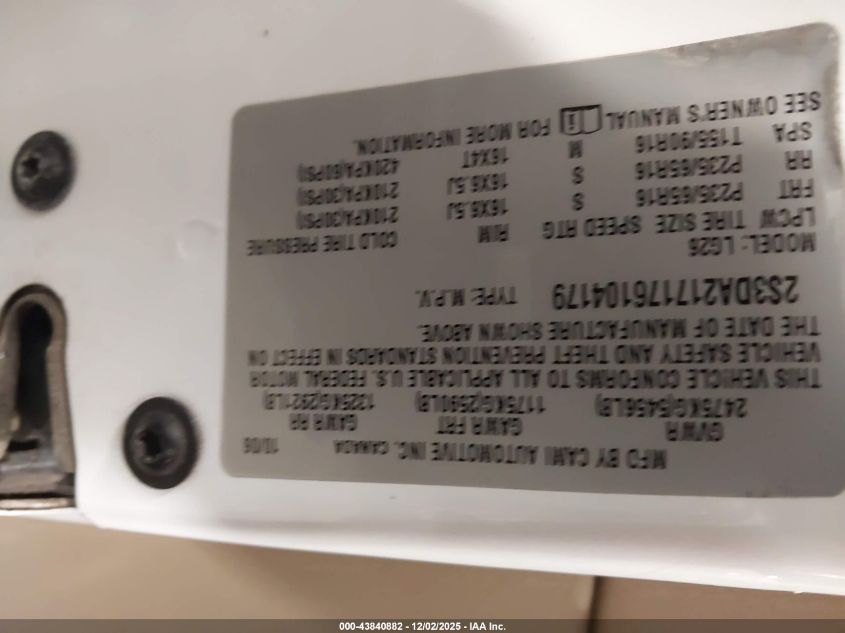 MFD BY CAMI AUTOMOTIVE INC. CANADA 10/06
GVWR GAWR FRT GAWR RR
2475KG(5456LB) 1175KG(2590LB) 1325KG(2921LB)
THIS VEHICLE CONFORMS TO ALL APPLICABLE U.S. FEDERAL MOTOR
VEHICLE SAFETY AND THEFT PREVENTION STANDARDS IN EFFECT ON
THE DATE OF MANUFACTURE SHOWN ABOVE.
2S3DA217176104179 TYPE: M.P.V.
MODEL: LG26
LPCW TIRE SIZE SPEED RTG RIM COLD TIRE PRESSURE
FRT P235/65R16 S 16X6.5J 210KPA(30PSI)
RR P235/65R16 S 16X6.5J 210KPA(30PSI)
SPA T155/90R16 M 16X4T 420KPA(60PSI)
SEE OWNER'S MANUAL FOR MORE INFORMATION.
000-43840882 - 12/02/2025 - IAA Inc.